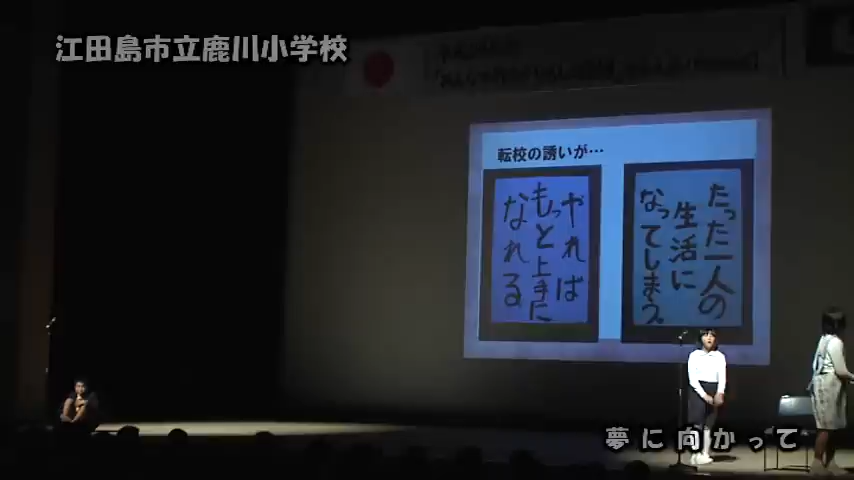 江田島市立鹿川小学校
転校の誘いが…
たった一人の
生活に
なってしまう。
やれば
もっと上手に
なれる
夢に向かって